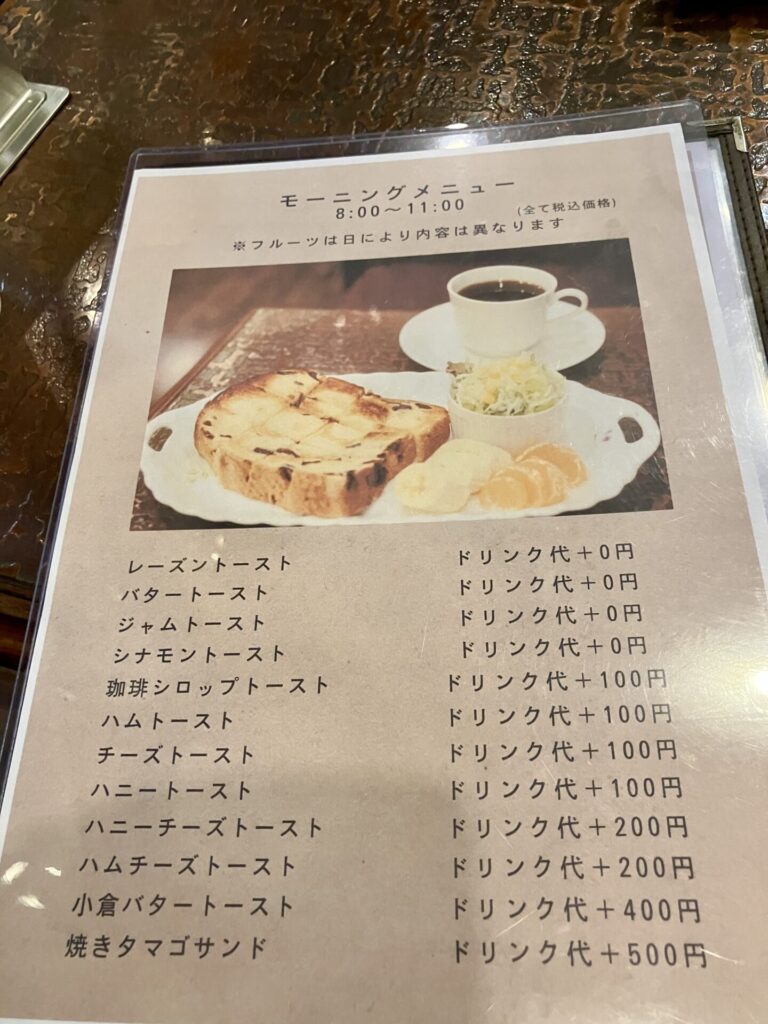 モーニングメニュー
8:00〜11:00
(全て税込価格)
※フルーツは日により内容は異なります
レーズントースト ドリンク代＋0円
バタートースト ドリンク代＋0円
ジャムトースト ドリンク代＋0円
シナモントースト ドリンク代＋0円
珈琲シロップトースト ドリンク代＋100円
ハムトースト ドリンク代＋100円
チーズトースト ドリンク代＋100円
ハニートースト ドリンク代＋100円
ハニーチーズトースト ドリンク代＋200円
ハムチーズトースト ドリンク代＋200円
小倉バタートースト ドリンク代＋400円
焼きタマゴサンド ドリンク代＋500円